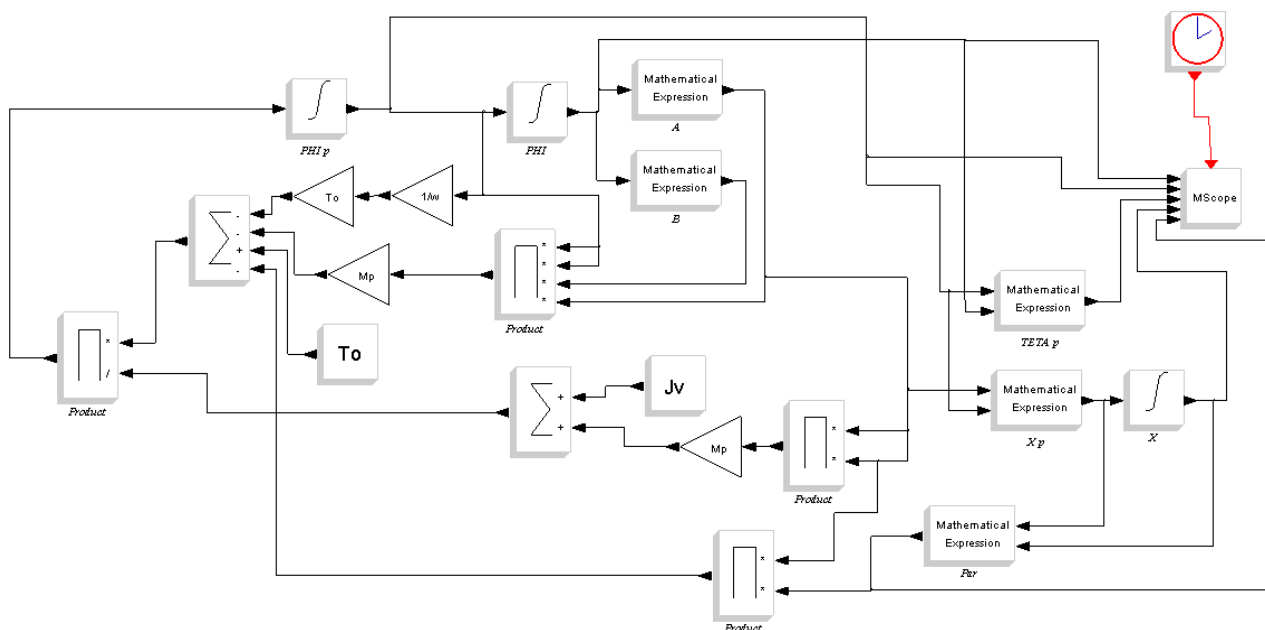 Mathematical
Expression
A
PHI p
PHI
Mathematical
Expression
B
MScope
To
1/w
-
-
+
-
Mp
*
*
*
*
Product
Mathematical
Expression
TETA p
*
/
Product
To
+
+
Jv
Mp
*
*
Product
Mathematical
Expression
X p
X
Mathematical
Expression
Par
*
*
Product